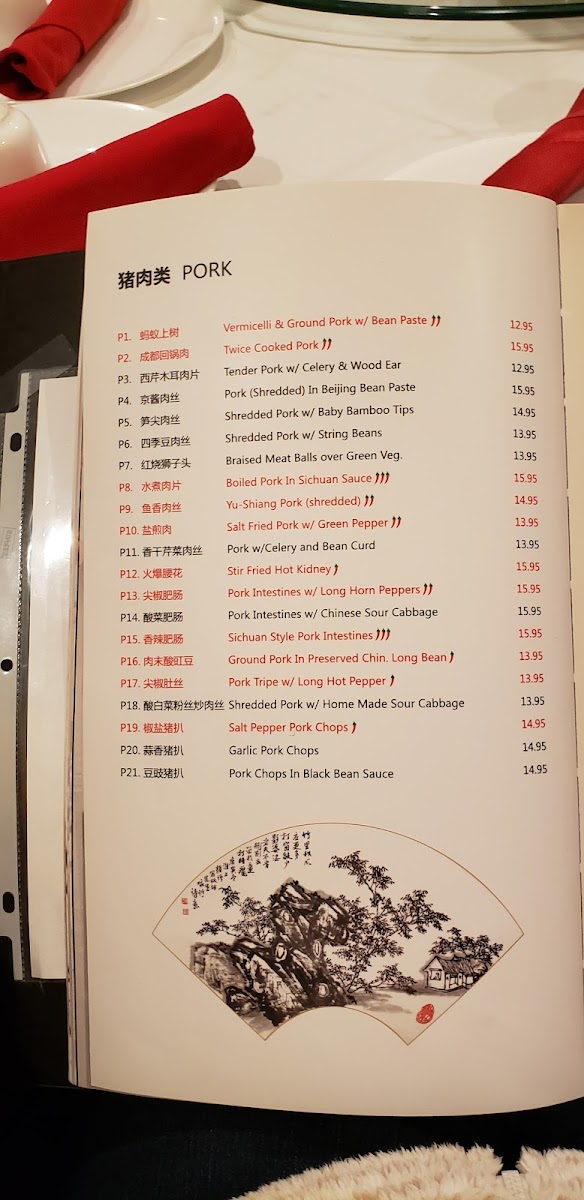 猪肉类 PORK
P1. 蚂蚁上树 Vermicelli & Ground Pork w/ Bean Paste 12.95
P2. 成都回锅肉 Twice Cooked Pork 15.95
P3. 西芹木耳肉片 Tender Pork w/ Celery & Wood Ear 12.95
P4. 京酱肉丝 Pork (Shredded) In Beijing Bean Paste 15.95
P5. 笋尖肉丝 Shredded Pork w/ Baby Bamboo Tips 14.95
P6. 四季豆肉丝 Shredded Pork w/ String Beans 13.95
P7. 红烧狮子头 Braised Meat Balls over Green Veg. 13.95
P8. 水煮肉片 Boiled Pork In Sichuan Sauce 15.95
P9. 鱼香肉丝 Yu-Shiang Pork (shredded) 14.95
P10. 盐煎肉 Salt Fried Pork w/ Green Pepper 13.95
P11. 香干芹菜肉丝 Pork w/Celery and Bean Curd 13.95
P12. 火爆腰花 Stir Fried Hot Kidney 15.95
P13. 尖椒肥肠 Pork Intestines w/ Long Horn Peppers 15.95
P14. 酸菜肥肠 Pork Intestines w/ Chinese Sour Cabbage 15.95
P15. 香辣肥肠 Sichuan Style Pork Intestines 15.95
P16. 肉末酸豇豆 Ground Pork In Preserved Chin. Long Bean 13.95
P17. 尖椒肚丝 Pork Tripe w/ Long Hot Pepper 13.95
P18. 酸白菜粉丝炒肉丝 Shredded Pork w/ Home Made Sour Cabbage 13.95
P19. 椒盐猪扒 Salt Pepper Pork Chops 14.95
P20. 蒜香猪扒 Garlic Pork Chops 14.95
P21. 豆豉猪扒 Pork Chops In Black Bean Sauce 14.95